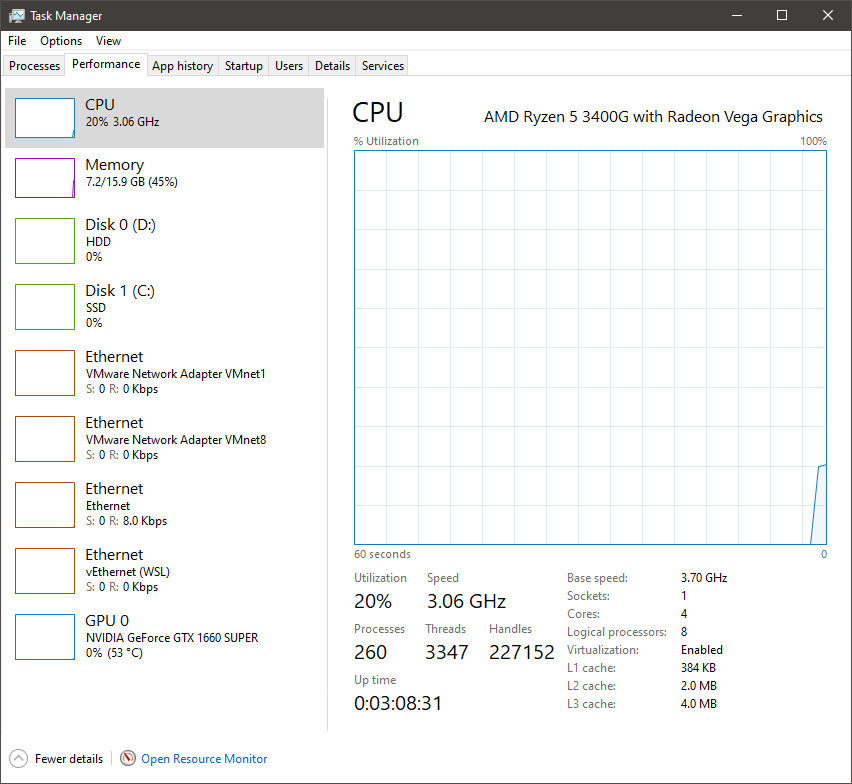 Task Manager
File Options View
Processes Performance App history Startup Users Details Services
CPU
20% 3.06 GHz
Memory
7.2/15.9 GB (45%)
Disk 0 (D:)
HDD
0%
Disk 1 (C:)
SSD
0%
Ethernet
VMware Network Adapter VMnet1
S: 0 R: 0 Kbps
Ethernet
VMware Network Adapter VMnet8
S: 0 R: 0 Kbps
Ethernet
Ethernet
S: 0 R: 8.0 Kbps
Ethernet
vEthernet (WSL)
S: 0 R: 0 Kbps
GPU 0
NVIDIA GeForce GTX 1660 SUPER
0% (53 °C)
CPU AMD Ryzen 5 3400G with Radeon Vega Graphics
% Utilization 100%
60 seconds 0
Utilization Speed
20% 3.06 GHz
Processes Threads Handles
260 3347 227152
Up time
0:03:08:31
Base speed: 3.70 GHz
Sockets: 1
Cores: 4
Logical processors: 8
Virtualization: Enabled
L1 cache: 384 KB
L2 cache: 2.0 MB
L3 cache: 4.0 MB
Fewer details Open Resource Monitor